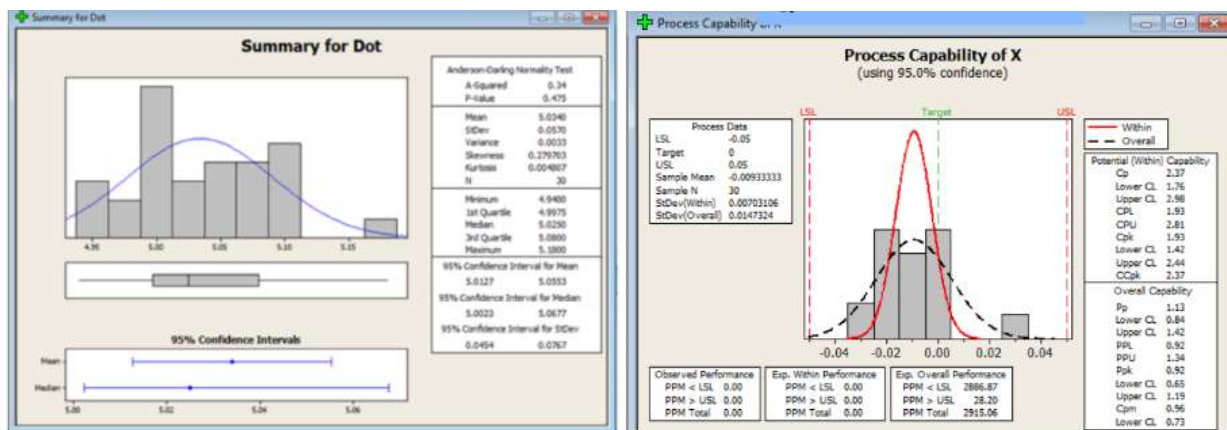 Summary for Dot
Summary for Dot
Anderson-Darling Normality Test
A-Squared 0.34
P-Value 0.475
Mean 5.0340
StDev 0.0570
Variance 0.0033
Skewness 0.279703
Kurtosis 0.004807
N 30
Minimum 4.9400
1st Quartile 4.9975
Median 5.0250
3rd Quartile 5.0800
Maximum 5.1800
95% Confidence Interval for Mean
5.0127 5.0553
95% Confidence Interval for Median
5.0023 5.0677
95% Confidence Interval for StDev
0.0454 0.0767
4.95 5.00 5.05 5.10 5.15
95% Confidence Intervals
Mean
Median
5.00 5.02 5.04 5.06
Process Capability of
Process Capability of X
(using 95.0% confidence)
LSL Target USL
Process Data
LSL -0.05
Target 0
USL 0.05
Sample Mean -0.00933333
Sample N 30
StDev(Within) 0.00703106
StDev(Overall) 0.0147324
Within
Overall
Potential (Within) Capability
Cp 2.37
Lower CL 1.76
Upper CL 2.98
CPL 1.93
CPU 2.81
Cpk 1.93
Lower CL 1.42
Upper CL 2.44
CCpk 2.37
Overall Capability
Pp 1.13
Lower CL 0.84
Upper CL 1.42
PPL 0.92
PPU 1.34
Ppk 0.92
Lower CL 0.65
Upper CL 1.19
Cpm 0.96
Lower CL 0.73
-0.04 -0.02 0.00 0.02 0.04
Observed Performance
PPM < LSL 0.00
PPM > USL 0.00
PPM Total 0.00
Exp. Within Performance
PPM < LSL 0.00
PPM > USL 0.00
PPM Total 0.00
Exp. Overall Performance
PPM < LSL 2886.87
PPM > USL 28.20
PPM Total 2915.06